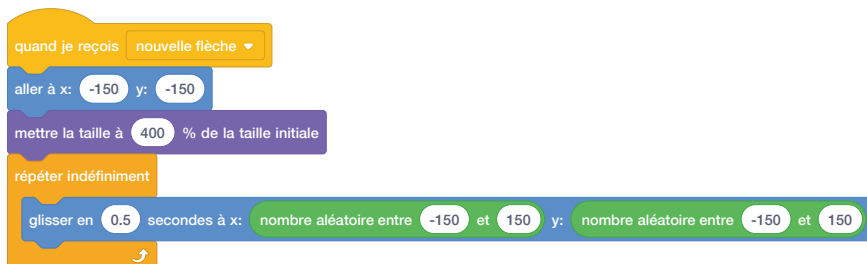 quand je reçois nouvelle flèche
aller à x: -150 y: -150
mettre la taille à 400 % de la taille initiale
répéter indéfiniment
glisser en 0.5 secondes à x: nombre aléatoire entre -150 et 150 y: nombre aléatoire entre -150 et 150